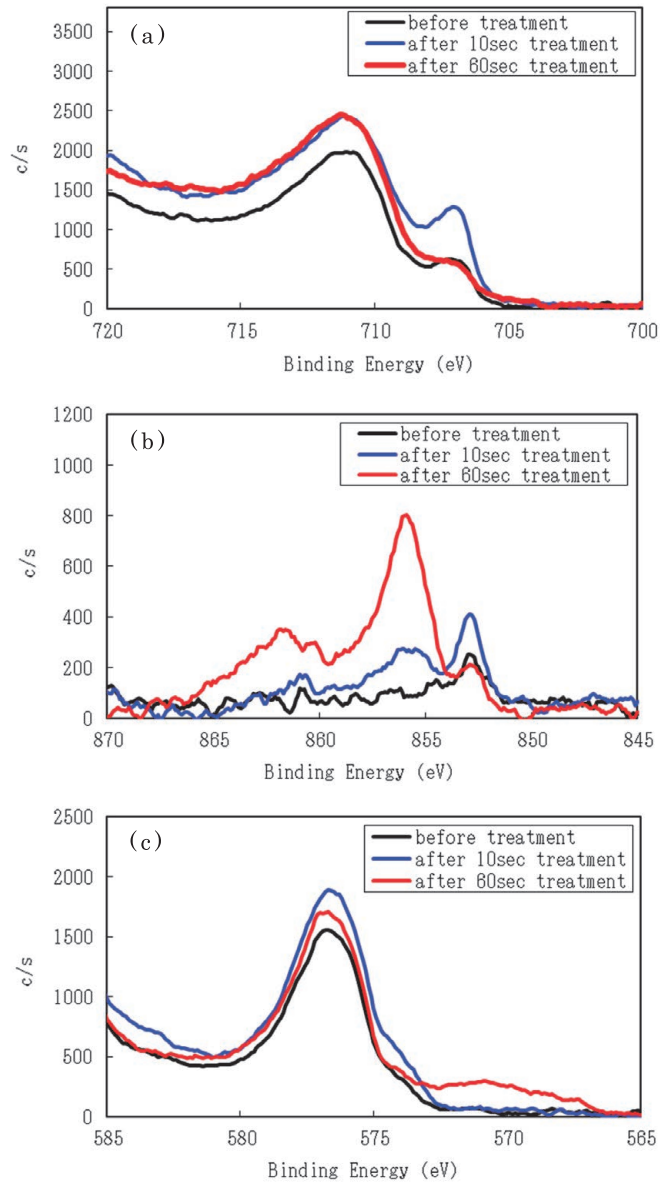 (a)
before treatment
after 10sec treatment
after 60sec treatment
3500
3000
2500
2000
1500
1000
500
0
c/s
720 715 710 705 700
Binding Energy (eV)
(b)
before treatment
after 10sec treatment
after 60sec treatment
1200
1000
800
600
400
200
0
c/s
870 865 860 855 850 845
Binding Energy (eV)
(c)
before treatment
after 10sec treatment
after 60sec treatment
2500
2000
1500
1000
500
0
c/s
585 580 575 570 565
Binding Energy (eV)